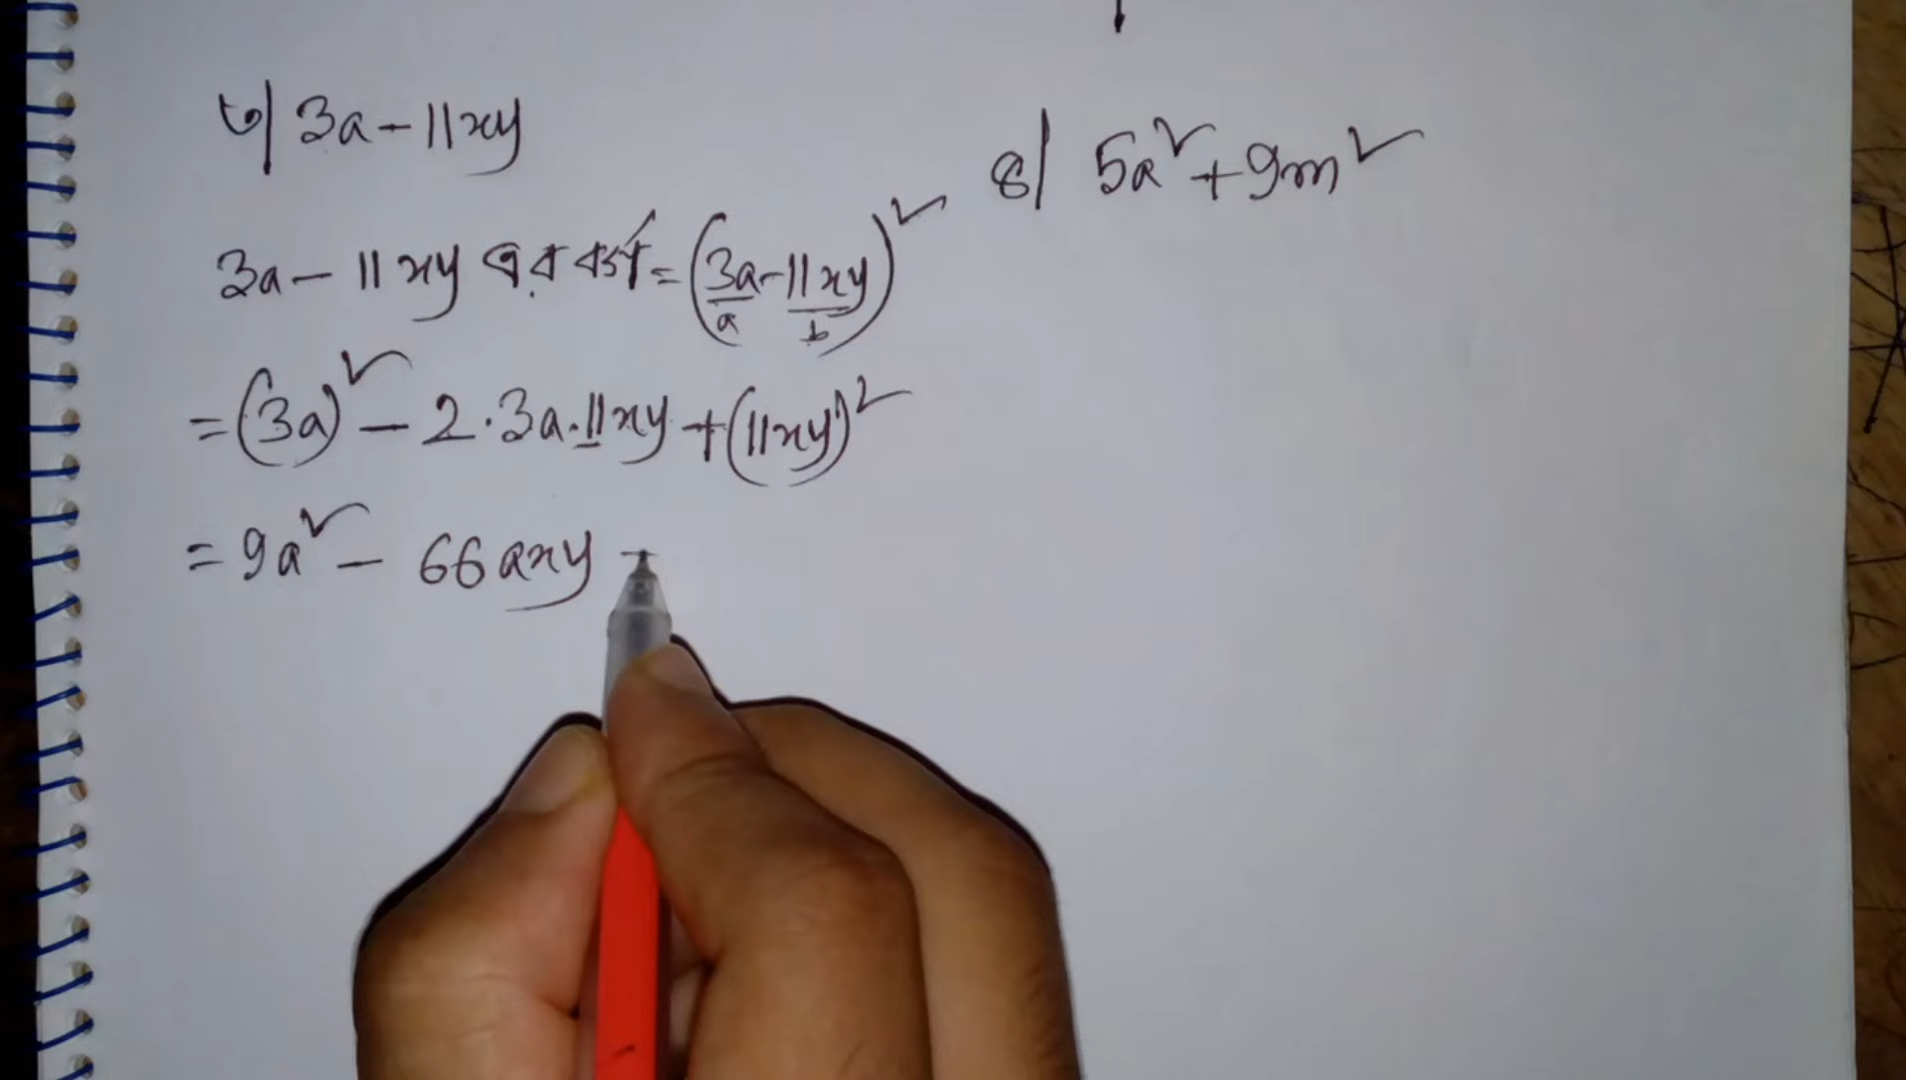 ৩| 3a - 11xy
3a - 11xy এর বর্গ = (3a - 11xy)²
a b
= (3a)² - 2·3a·11xy + (11xy)²
= 9a² - 66axy
৪| 5a² + 9m²